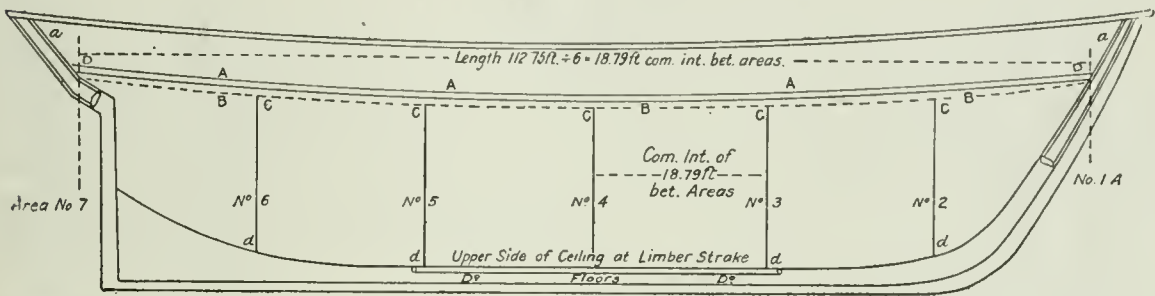 a
a
D
Length 112 75ft. ÷ 6 = 18.79ft com. int. bet. areas.
D
A A A
B B B
C C C C C
Com. Int. of
18.79ft
bet. Areas
Area No 7
Nº 6 Nº 5 Nº 4 Nº 3 Nº 2
No. 1 A
d d
d Upper Side of Ceiling at Limber Strake d
Dº Floors Dº